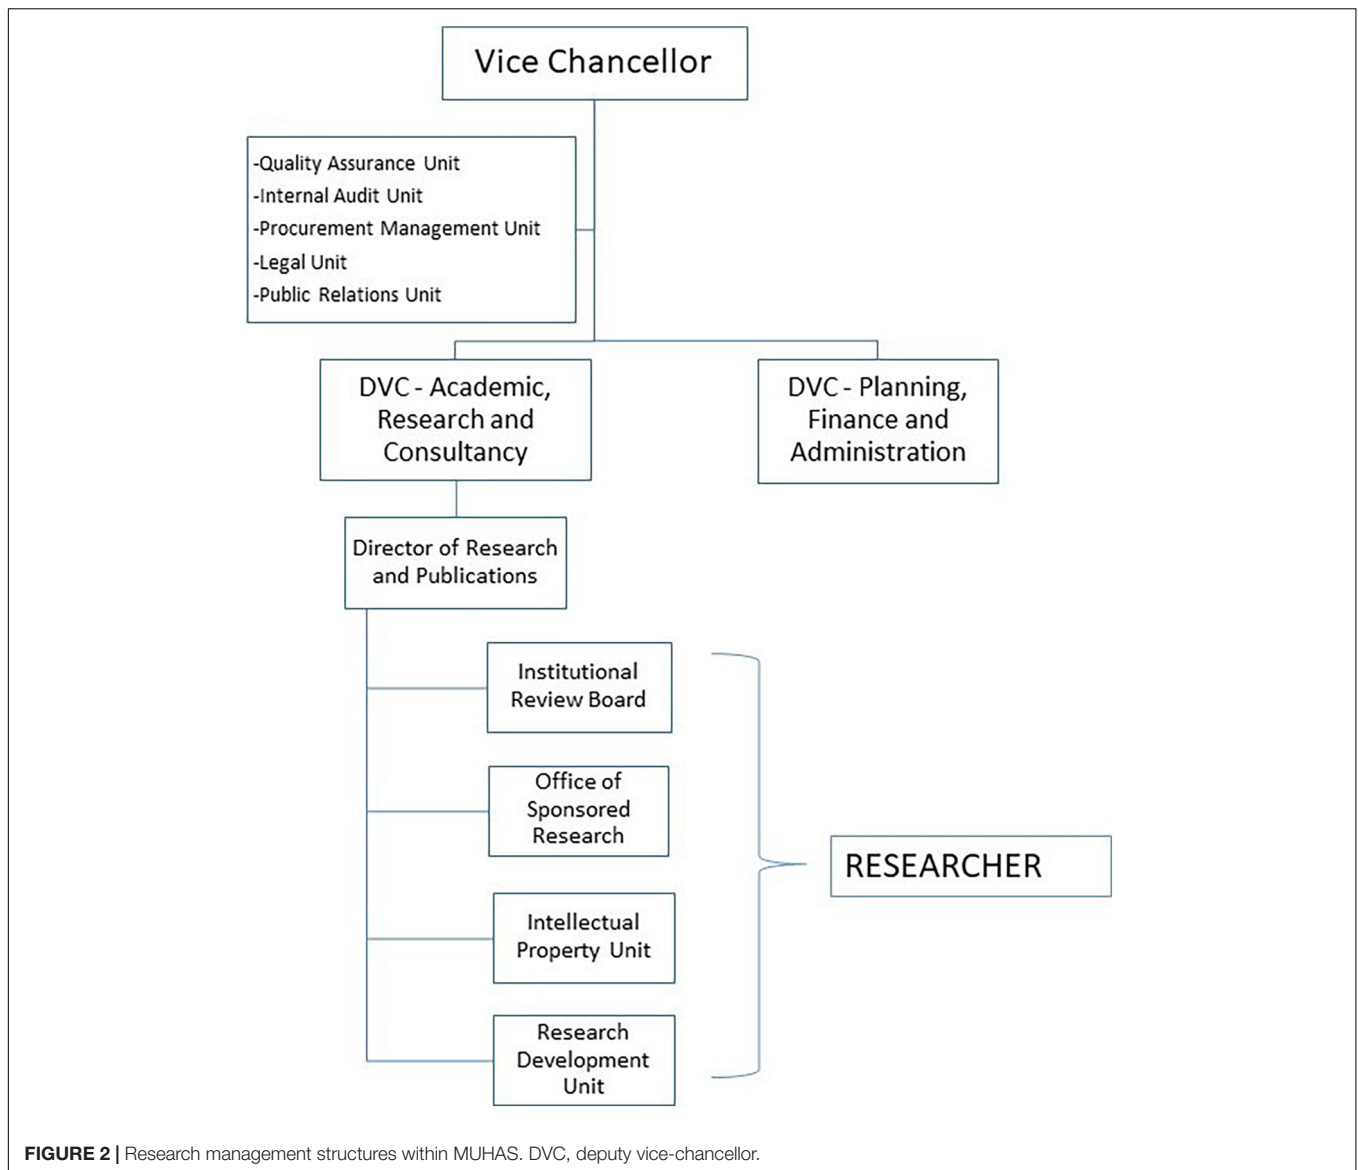 Vice Chancellor
-Quality Assurance Unit
-Internal Audit Unit
-Procurement Management Unit
-Legal Unit
-Public Relations Unit
DVC - Academic,
Research and
Consultancy
DVC - Planning,
Finance and
Administration
Director of Research
and Publications
Institutional
Review Board
Office of
Sponsored
Research
Intellectual
Property Unit
Research
Development
Unit
RESEARCHER
FIGURE 2 | Research management structures within MUHAS. DVC, deputy vice-chancellor.